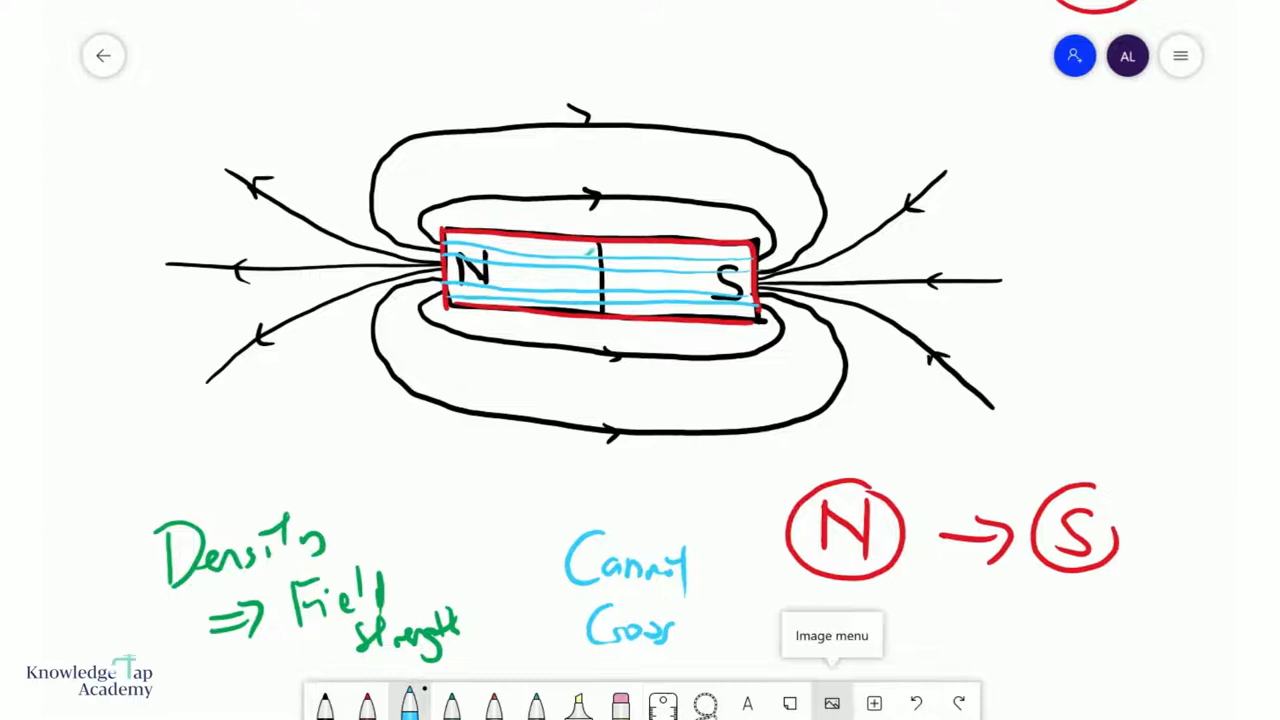 AL
N
S
Density
⇒ Field
strength
Cannot
Cross
N → S
Image menu
Knowledge Tap
Academy
A